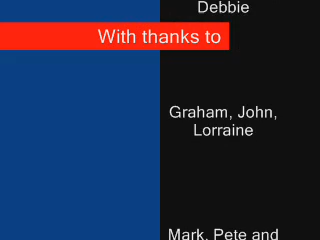 Debbie
With thanks to
Graham, John,
Lorraine
Mark, Pete and